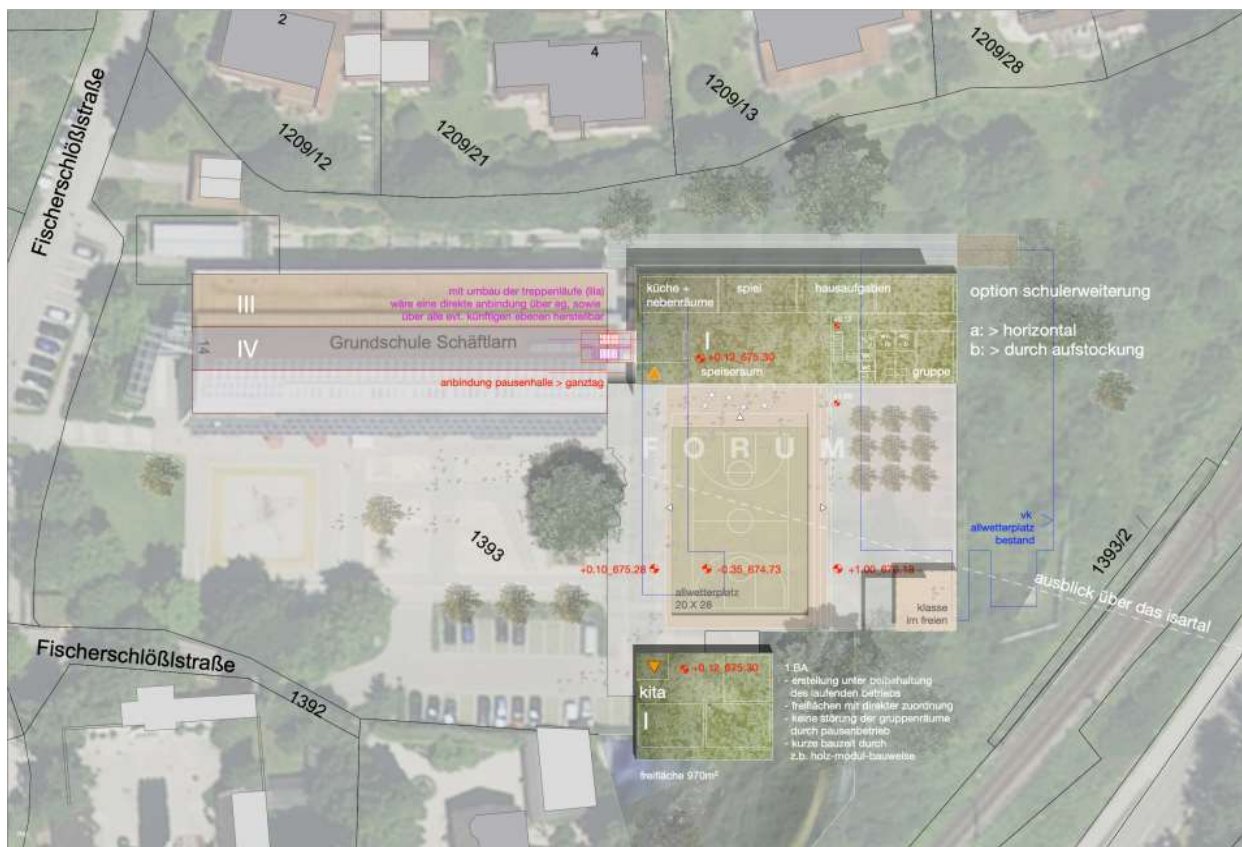 2
4
1209/28
1209/13
1209/21
1209/12
Fischerschlößlstraße
mit umbau der treppenläufe (IIIa)
wäre eine direkte anbindung über eg, sowie
über alle evt. künftigen ebenen herstellbar
küche +
nebenräume
spiel
hausaufgaben
option schulerweiterung
a: > horizontal
b: > durch aufstockung
III
IV
14
Grundschule Schäftlarn
I
+0.12_675.30
speiseraum
gruppe
anbindung pausenhalle > ganztag
FORUM
1393
vk
allwetterplatz
bestand
1393/2
+0.10_675.28
-0.35_674.73
+1.00_676.18
ausblick über das isartal
allwetterplatz
20 X 28
klasse
im freien
Fischerschlößlstraße
1392
+0.12_675.30
kita
I
1.BA
- erstellung unter beibehaltung
des laufenden betriebs
- freiflächen mit direkter zuordnung
- keine störung der gruppenräume
durch pausenbetrieb
- kurze bauzeit durch
z.b. holz-modul-bauweise
freifläche 970m²